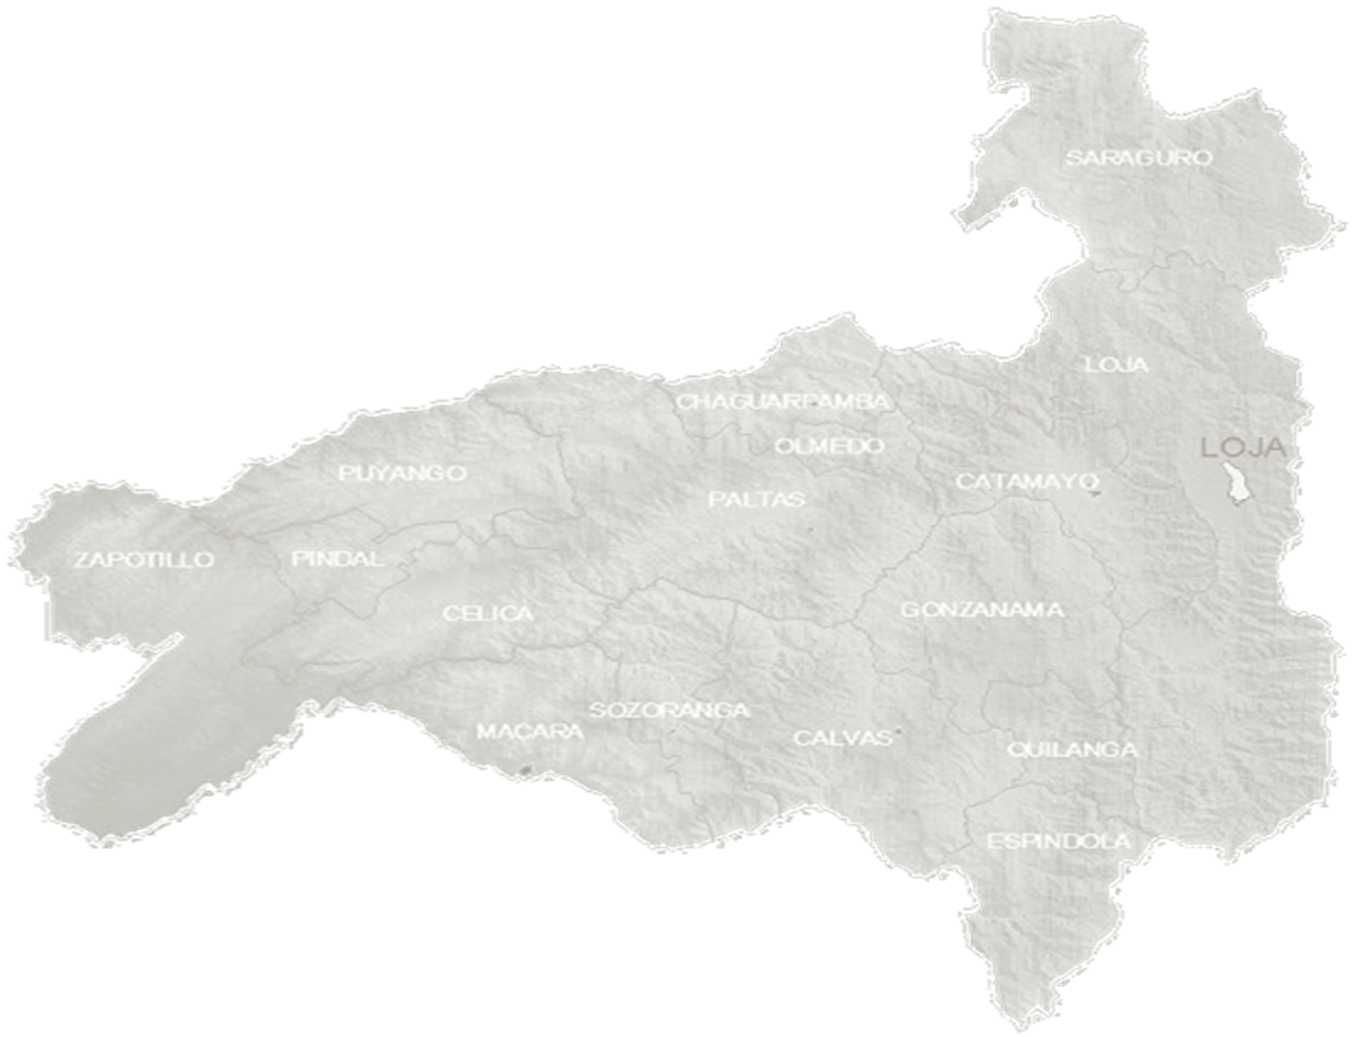 SARAGURO
LOJA
CHAGUARPAMBA
OLMEDO
LOJA
PUYANGO
CATAMAYO
PALTAS
ZAPOTILLO
PINDAL
CELICA
GONZANAMA
SOZORANGA
MACARA
CALVAS
QUILANGA
ESPINDOLA